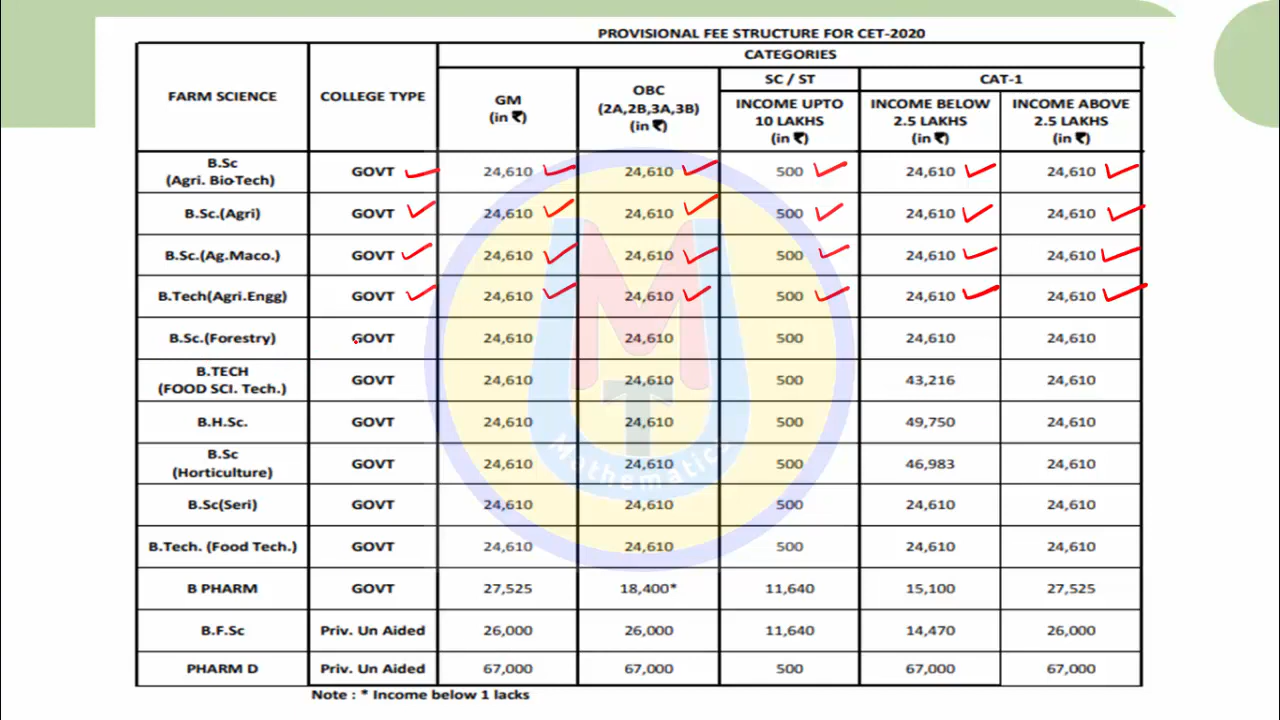 PROVISIONAL FEE STRUCTURE FOR CET-2020
FARM SCIENCE COLLEGE TYPE CATEGORIES
GM (in ₹) OBC (2A,2B,3A,3B) (in ₹) SC / ST CAT-1
INCOME UPTO 10 LAKHS (in ₹) INCOME BELOW 2.5 LAKHS (in ₹) INCOME ABOVE 2.5 LAKHS (in ₹)
B.Sc (Agri. Bio-Tech) GOVT 24,610 24,610 500 24,610 24,610
B.Sc.(Agri) GOVT 24,610 24,610 500 24,610 24,610
B.Sc.(Ag.Maco.) GOVT 24,610 24,610 500 24,610 24,610
B.Tech(Agri.Engg) GOVT 24,610 24,610 500 24,610 24,610
B.Sc.(Forestry) GOVT 24,610 24,610 500 24,610 24,610
B.TECH (FOOD SCI. Tech.) GOVT 24,610 24,610 500 43,216 24,610
B.H.Sc. GOVT 24,610 24,610 500 49,750 24,610
B.Sc (Horticulture) GOVT 24,610 24,610 500 46,983 24,610
B.Sc(Seri) GOVT 24,610 24,610 500 24,610 24,610
B.Tech. (Food Tech.) GOVT 24,610 24,610 500 24,610 24,610
B PHARM GOVT 27,525 18,400* 11,640 15,100 27,525
B.F.Sc Priv. Un Aided 26,000 26,000 11,640 14,470 26,000
PHARM D Priv. Un Aided 67,000 67,000 500 67,000 67,000
Note : * Income below 1 lacks
M
U
T
Mathematics